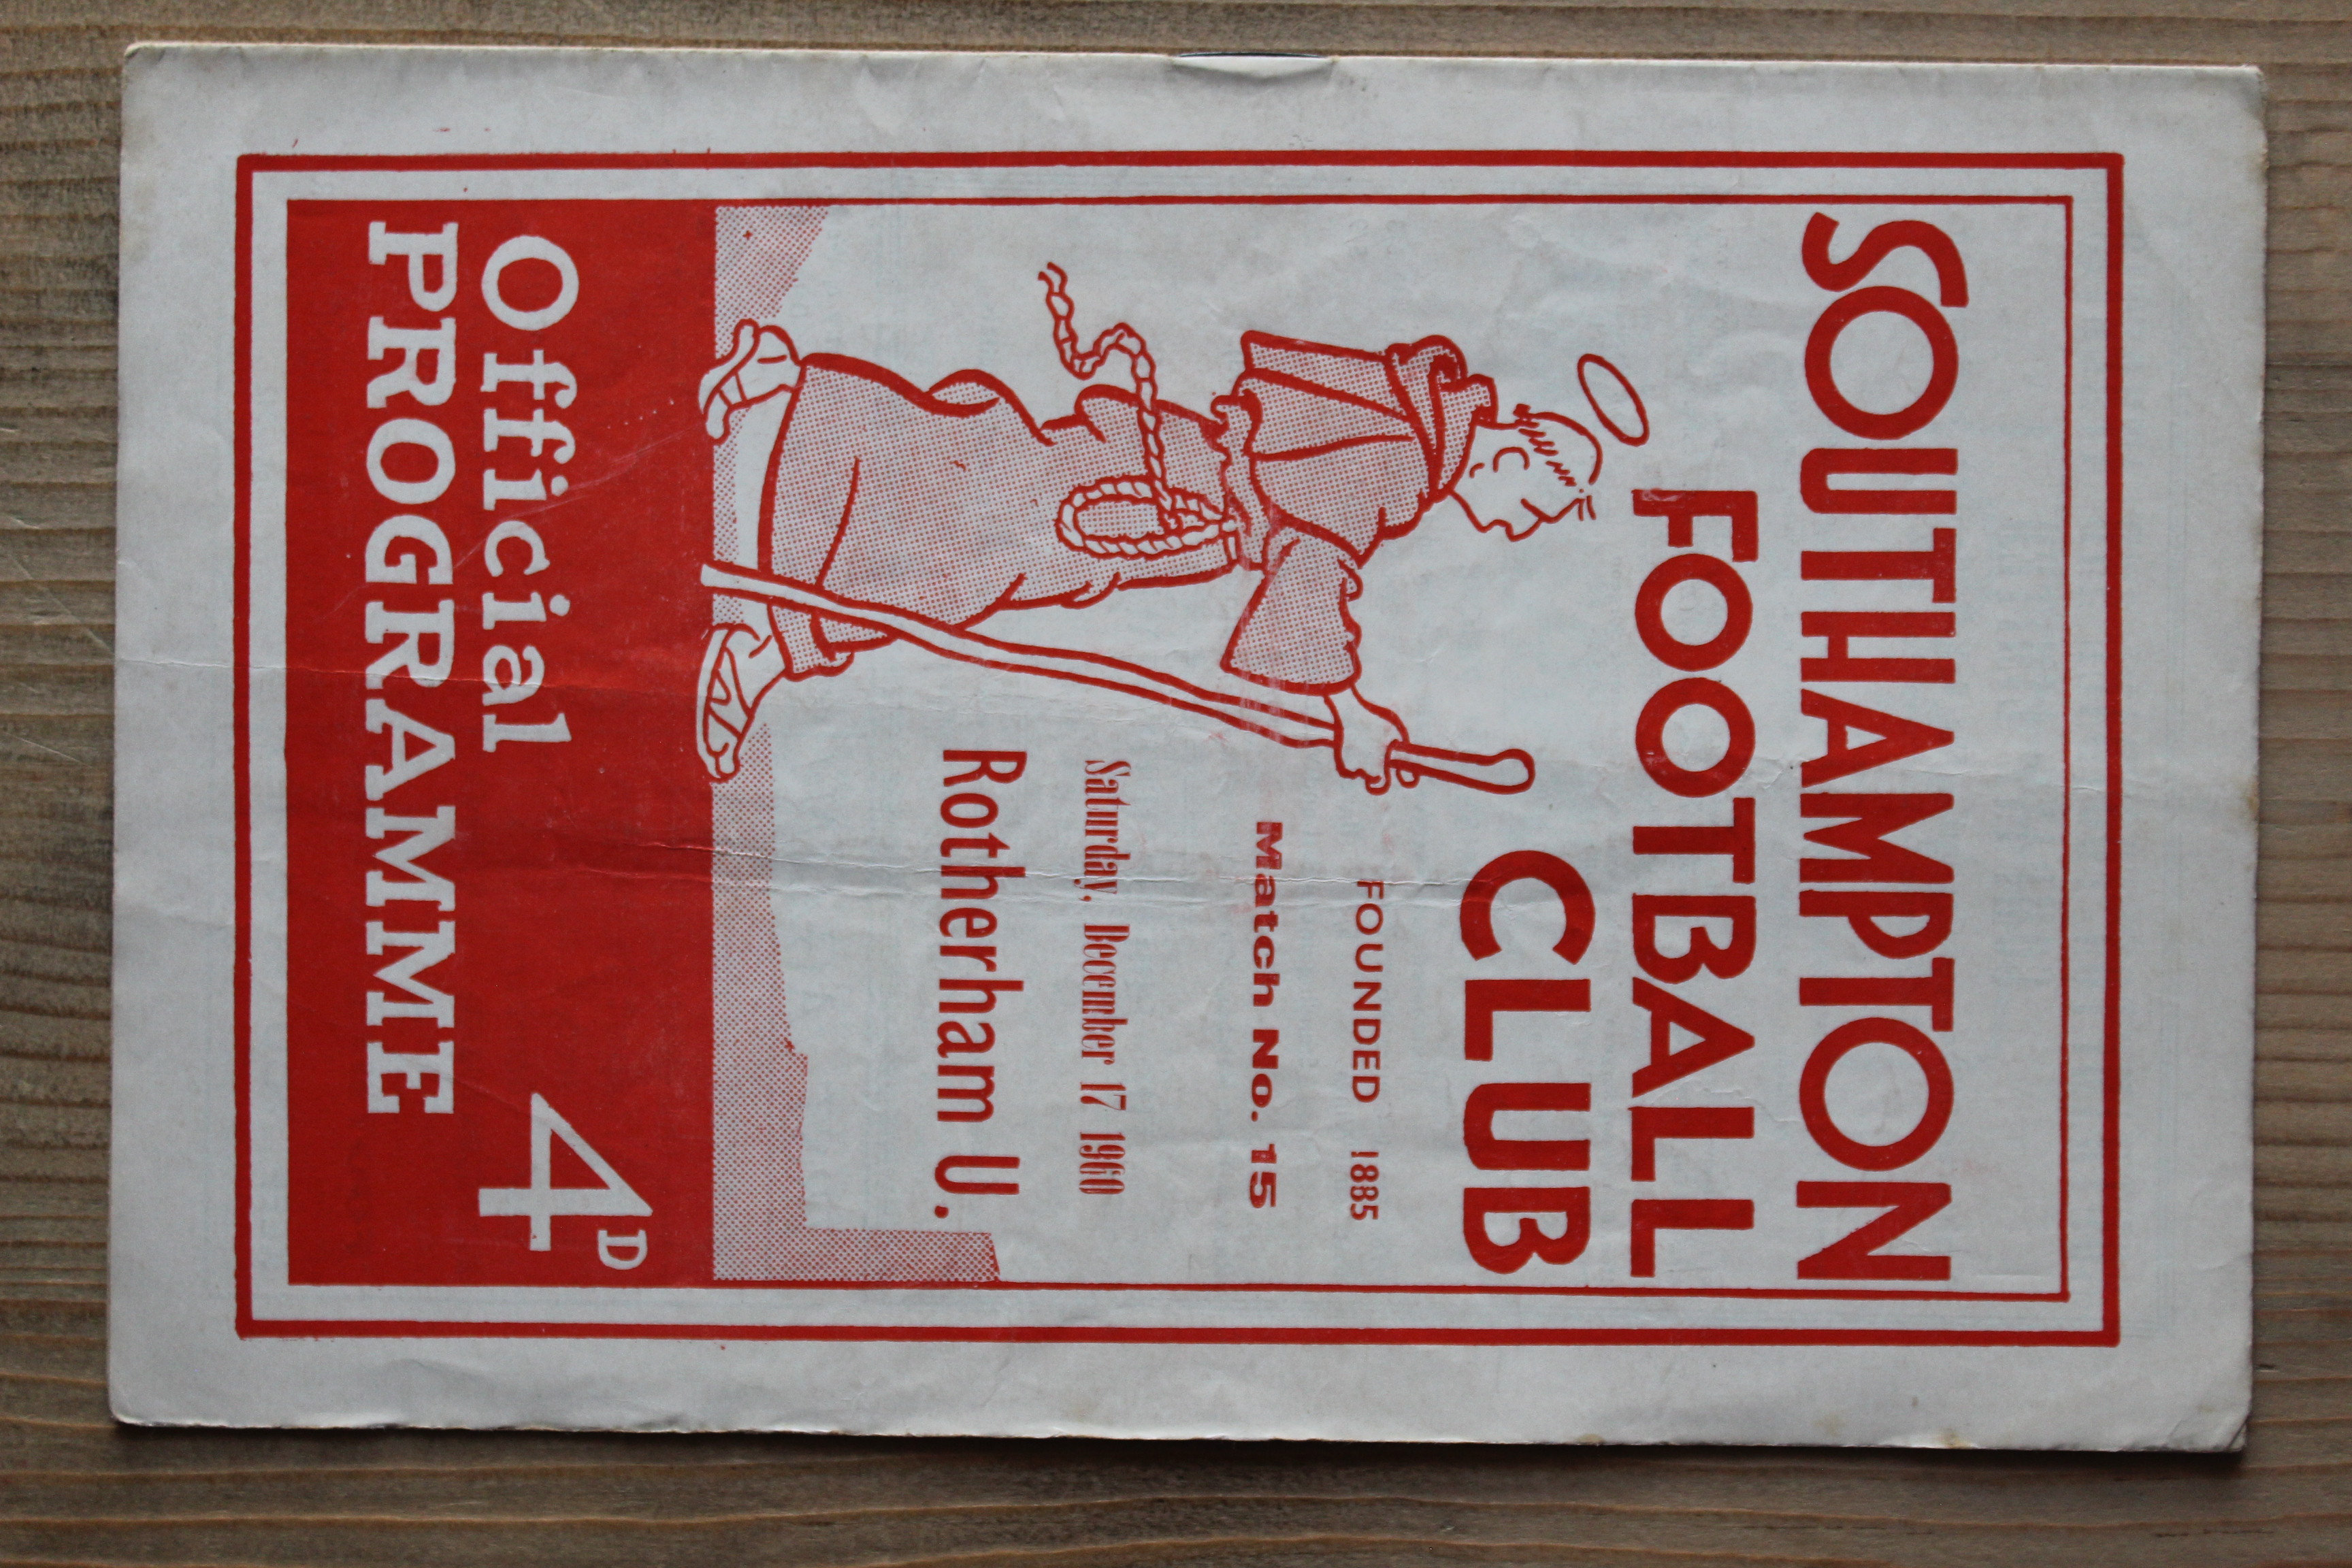 SOUTHAMPTON
FOOTBALL
CLUB
FOUNDED 1885
Match No. 15
Saturday, December 17 1960
Rotherham U.
Official 4D
PROGRAMME